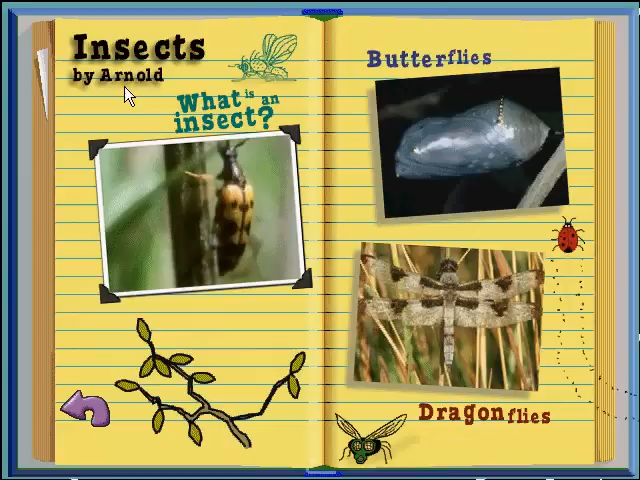 Insects
by Arnold
What is an
insect?
Butterflies
Dragonflies